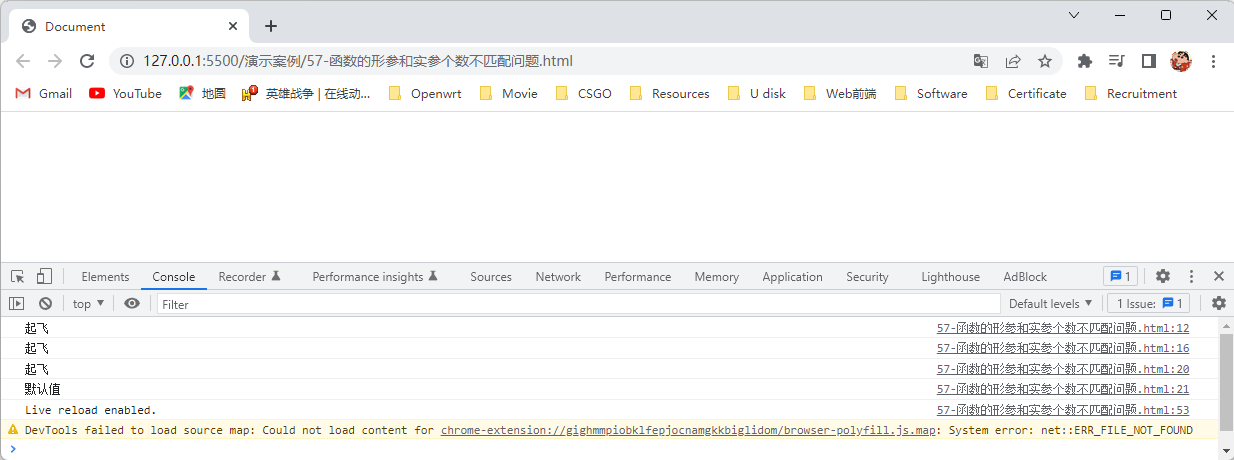 Document
127.0.0.1:5500/演示案例/57-函数的形参和实参个数不匹配问题.html
Gmail YouTube 地图 英雄战争 | 在线动... Openwrt Movie CSGO Resources U disk Web前端 Software Certificate Recruitment
Elements Console Recorder Performance insights Sources Network Performance Memory Application Security Lighthouse AdBlock 1
top Filter Default levels 1 Issue: 1
起飞 57-函数的形参和实参个数不匹配问题.html:12
起飞 57-函数的形参和实参个数不匹配问题.html:16
起飞 57-函数的形参和实参个数不匹配问题.html:20
默认值 57-函数的形参和实参个数不匹配问题.html:21
Live reload enabled. 57-函数的形参和实参个数不匹配问题.html:53
DevTools failed to load source map: Could not load content for chrome-extension://gighmmpiobklfepjocnamgkkbiglidom/browser-polyfill.js.map: System error: net::ERR_FILE_NOT_FOUND